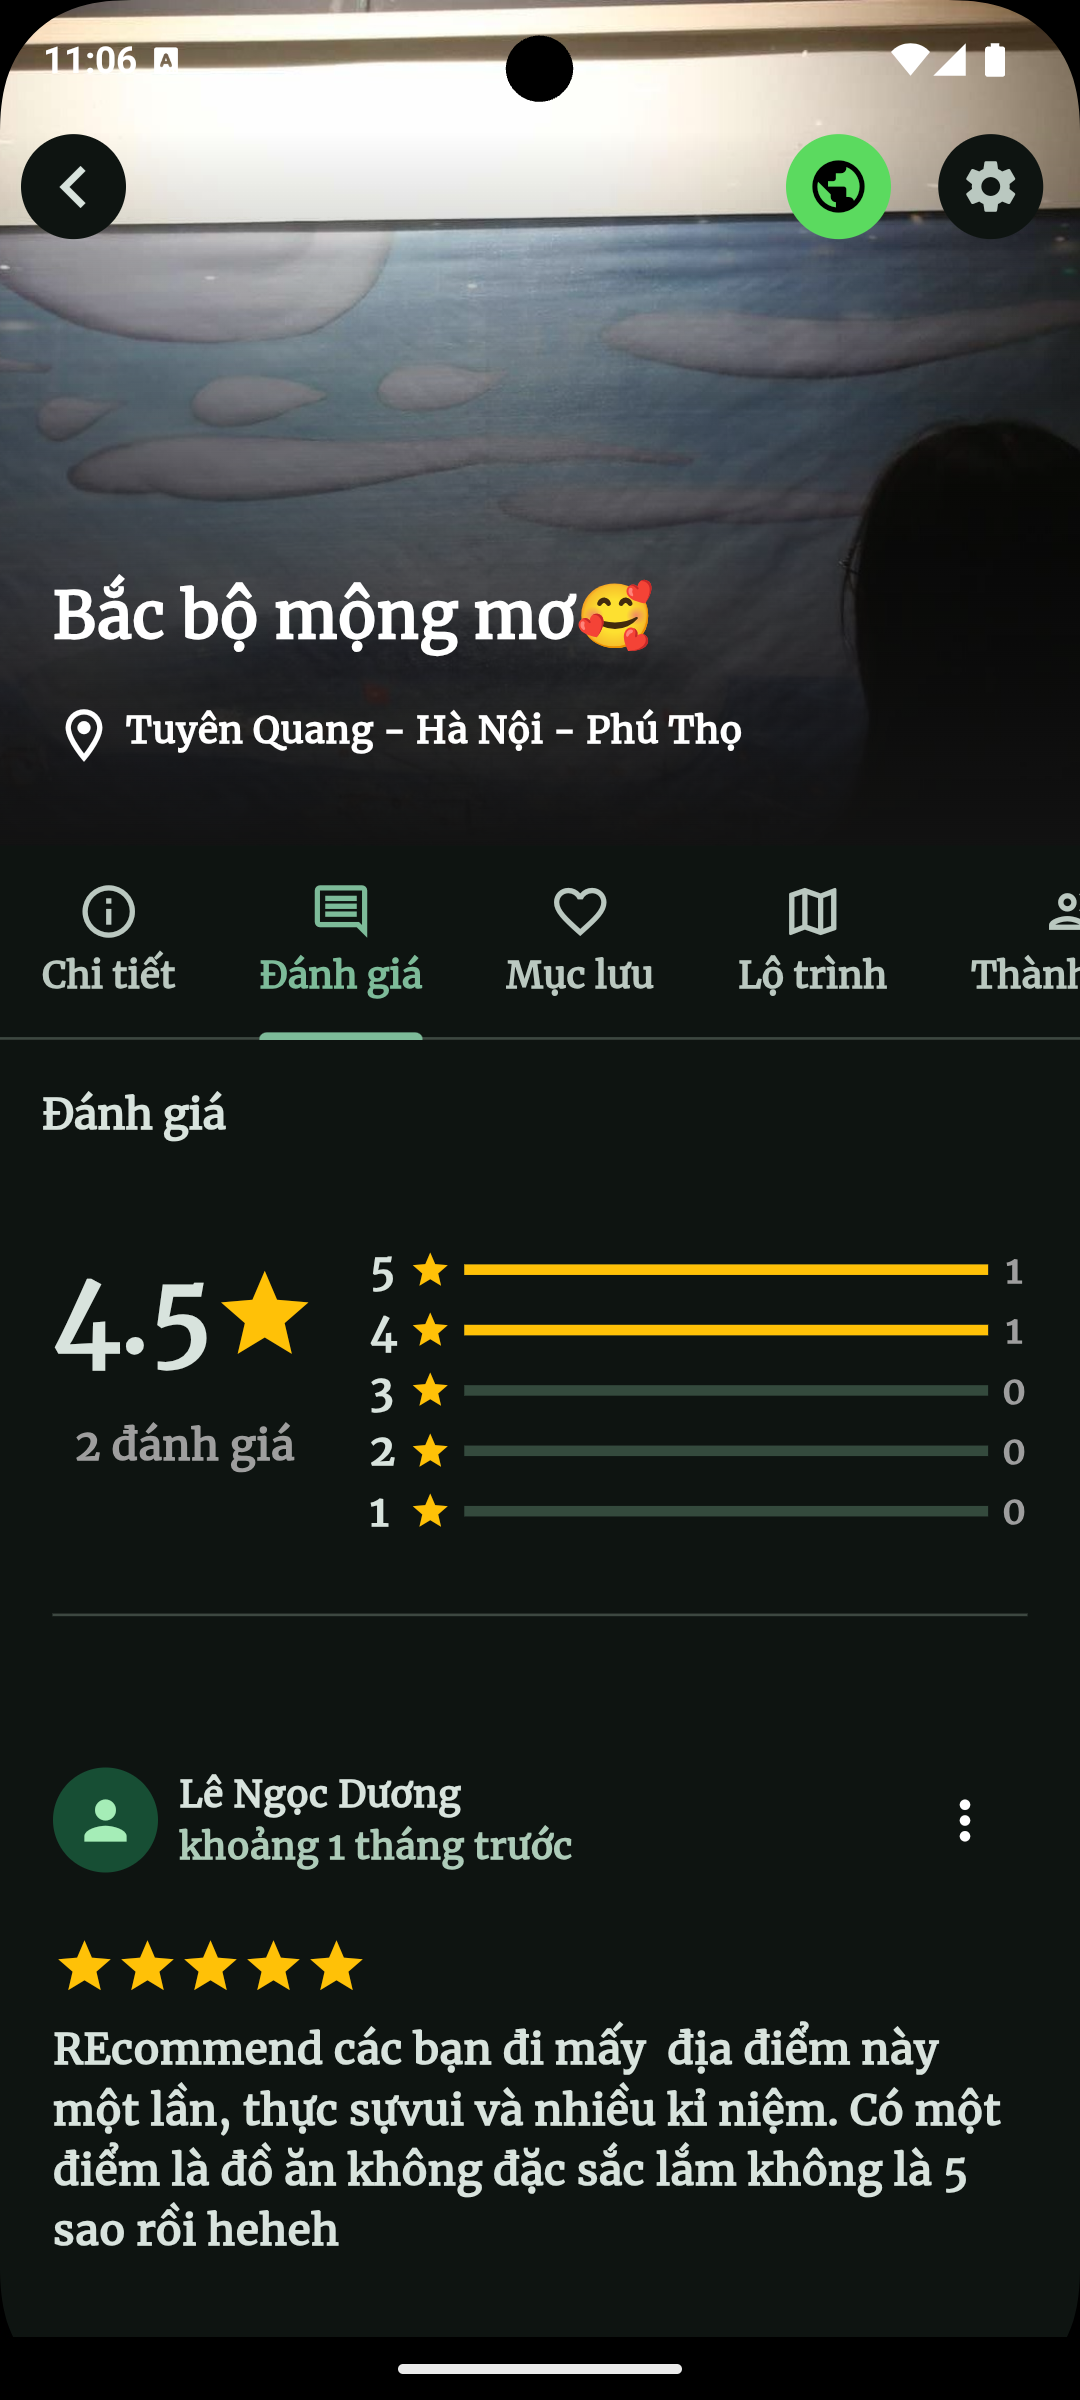 11:06 A
Bắc bộ mộng mơ🥰
Tuyên Quang - Hà Nội - Phú Thọ
Chi tiết Đánh giá Mục lưu Lộ trình Thành
Đánh giá
4.5
2 đánh giá
5 1
4 1
3 0
2 0
1 0
Lê Ngọc Dương
khoảng 1 tháng trước
REcommend các bạn đi mấy  địa điểm này
một lần, thực sựvui và nhiều kỉ niệm. Có một
điểm là đồ ăn không đặc sắc lắm không là 5
sao rồi heheh